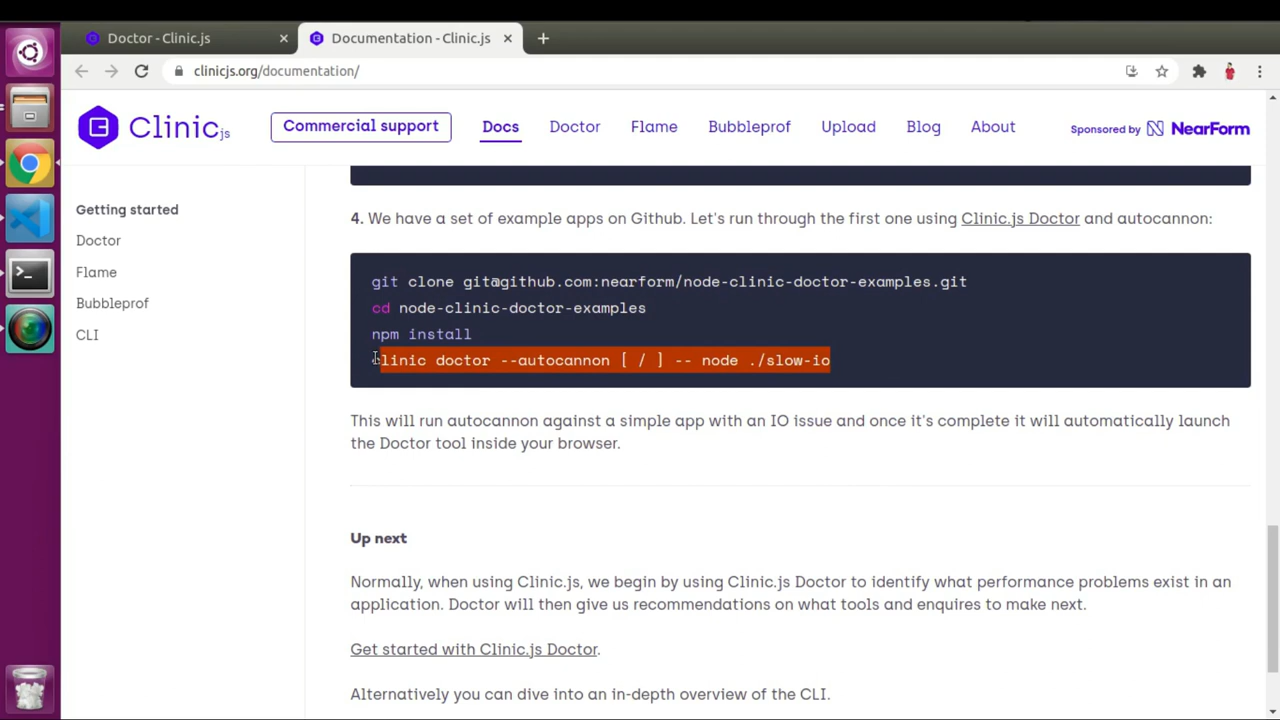 Doctor - Clinic.js
Documentation - Clinic.js
clinicjs.org/documentation/
Clinic.js
Commercial support
Docs
Doctor
Flame
Bubbleprof
Upload
Blog
About
Sponsored by NearForm
Getting started
Doctor
Flame
Bubbleprof
CLI
4. We have a set of example apps on Github. Let's run through the first one using Clinic.js Doctor and autocannon:
git clone git@github.com:nearform/node-clinic-doctor-examples.git
cd node-clinic-doctor-examples
npm install
clinic doctor --autocannon [ / ] -- node ./slow-io
This will run autocannon against a simple app with an IO issue and once it's complete it will automatically launch
the Doctor tool inside your browser.
Up next
Normally, when using Clinic.js, we begin by using Clinic.js Doctor to identify what performance problems exist in an
application. Doctor will then give us recommendations on what tools and enquires to make next.
Get started with Clinic.js Doctor.
Alternatively you can dive into an in-depth overview of the CLI.